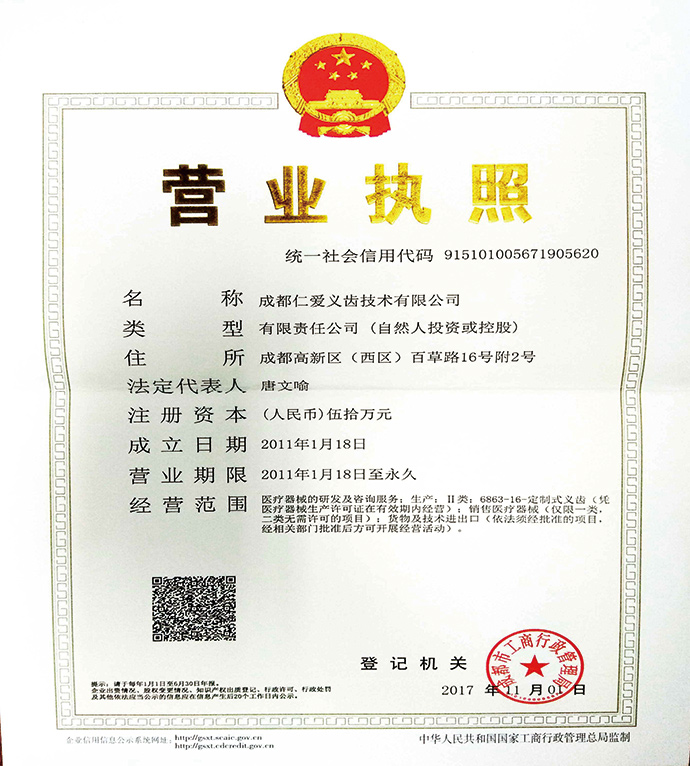 营业执照
统一社会信用代码 915101005671905620
名称 成都仁爱义齿技术有限公司
类型 有限责任公司（自然人投资或控股）
住所 成都高新区（西区）百草路16号附2号
法定代表人 唐文喻
注册资本 (人民币)伍拾万元
成立日期 2011年1月18日
营业期限 2011年1月18日至永久
经营范围 医疗器械的研发及咨询服务；生产：II类：6863-16-定制式义齿（凭
医疗器械生产许可证在有效期内经营）；销售医疗器械（仅限一类、
二类无需许可的项目）；货物及技术进出口（依法须经批准的项目，
经相关部门批准后方可开展经营活动）。
登记机关
成都市工商行政管理局
2017 年 11 月 01 日
提示：请于每年1月1日至6月30日年报。
企业出资情况、股权变更情况、知识产权出质登记、行政许可、行政处罚
及其他依法应当公示的信息应在信息产生后20个工作日内公示。
企业信用信息公示系统网址：http://gsxt.scaic.gov.cn
http://gsxt.cdcredit.gov.cn
中华人民共和国国家工商行政管理总局监制